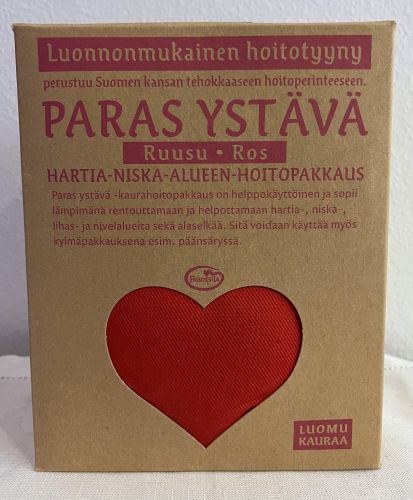 Luonnonmukainen hoitotyyny
perustuu Suomen kansan tehokkaaseen hoitoperinteeseen.
PARAS YSTÄVÄ
Ruusu • Ros
HARTIA-NISKA-ALUEEN-HOITOPAKKAUS
Paras ystävä -kaurahoitopakkaus on helppokäyttöinen ja sopii
lämpimänä rentouttamaan ja helpottamaan hartia-, niska-,
lihas- ja nivelalueita sekä alaselkää. Sitä voidaan käyttää myös
kylmäpakkauksena esim. päänsäryssä.
Frantsila
LUOMU
KAURAA